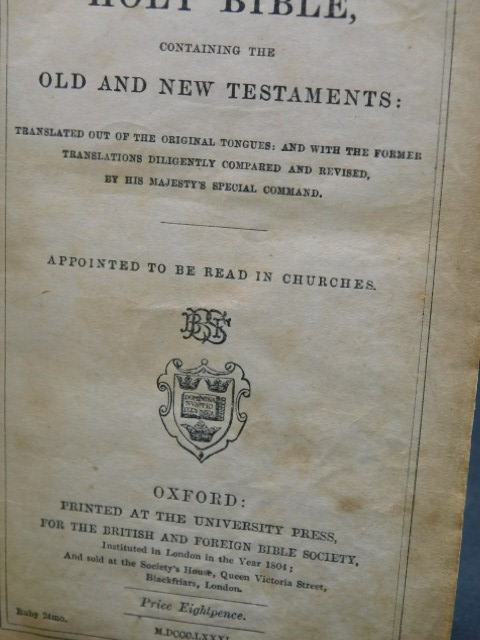 HOLY BIBLE,
CONTAINING THE
OLD AND NEW TESTAMENTS:
TRANSLATED OUT OF THE ORIGINAL TONGUES: AND WITH THE FORMER
TRANSLATIONS DILIGENTLY COMPARED AND REVISED,
BY HIS MAJESTY'S SPECIAL COMMAND.
APPOINTED TO BE READ IN CHURCHES.
OXFORD:
PRINTED AT THE UNIVERSITY PRESS,
FOR THE BRITISH AND FOREIGN BIBLE SOCIETY,
Instituted in London in the Year 1804;
And sold at the Society's House, Queen Victoria Street,
Blackfriars, London.
Price Eightpence.
Ruby